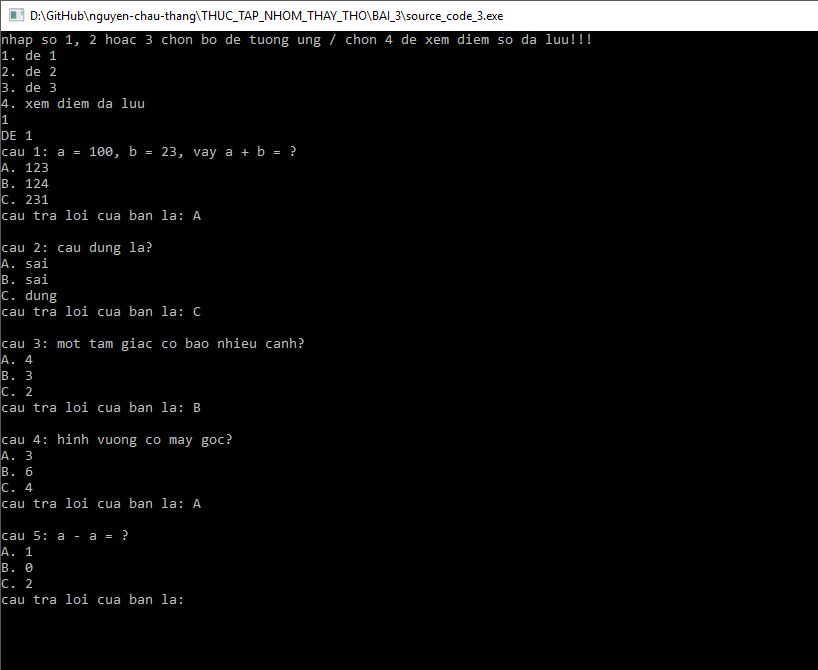 D:\GitHub\nguyen-chau-thang\THUC_TAP_NHOM_THAY_THO\BAI_3\source_code_3.exe
nhap so 1, 2 hoac 3 chon bo de tuong ung / chon 4 de xem diem so da luu!!!
1. de 1
2. de 2
3. de 3
4. xem diem da luu
1
DE 1
cau 1: a = 100, b = 23, vay a + b = ?
A. 123
B. 124
C. 231
cau tra loi cua ban la: A
cau 2: cau dung la?
A. sai
B. sai
C. dung
cau tra loi cua ban la: C
cau 3: mot tam giac co bao nhieu canh?
A. 4
B. 3
C. 2
cau tra loi cua ban la: B
cau 4: hinh vuong co may goc?
A. 3
B. 6
C. 4
cau tra loi cua ban la: A
cau 5: a - a = ?
A. 1
B. 0
C. 2
cau tra loi cua ban la: